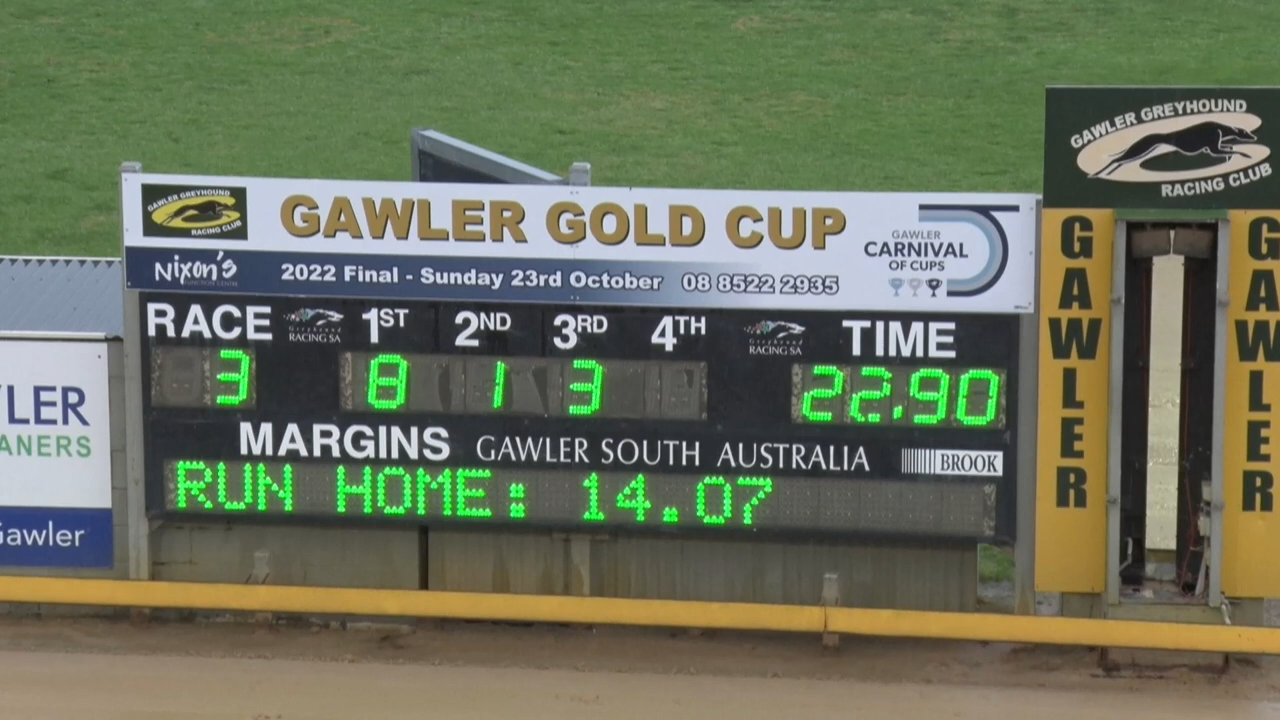 GAWLER GREYHOUND
RACING CLUB
GAWLER GREYHOUND
RACING CLUB
GAWLER GOLD CUP
GAWLER
CARNIVAL
OF CUPS
Nixon's
FUNCTION CENTRE
2022 Final - Sunday 23rd October 08 8522 2935
RACE
Greyhound
RACING SA
1ST
2ND
3RD
4TH
Greyhound
RACING SA
TIME
3
8
1
3
22.90
MARGINS
GAWLER SOUTH AUSTRALIA
BROOK
RUN HOME: 14.07
LER
ANERS
Gawler
GAWLER
GAWLER